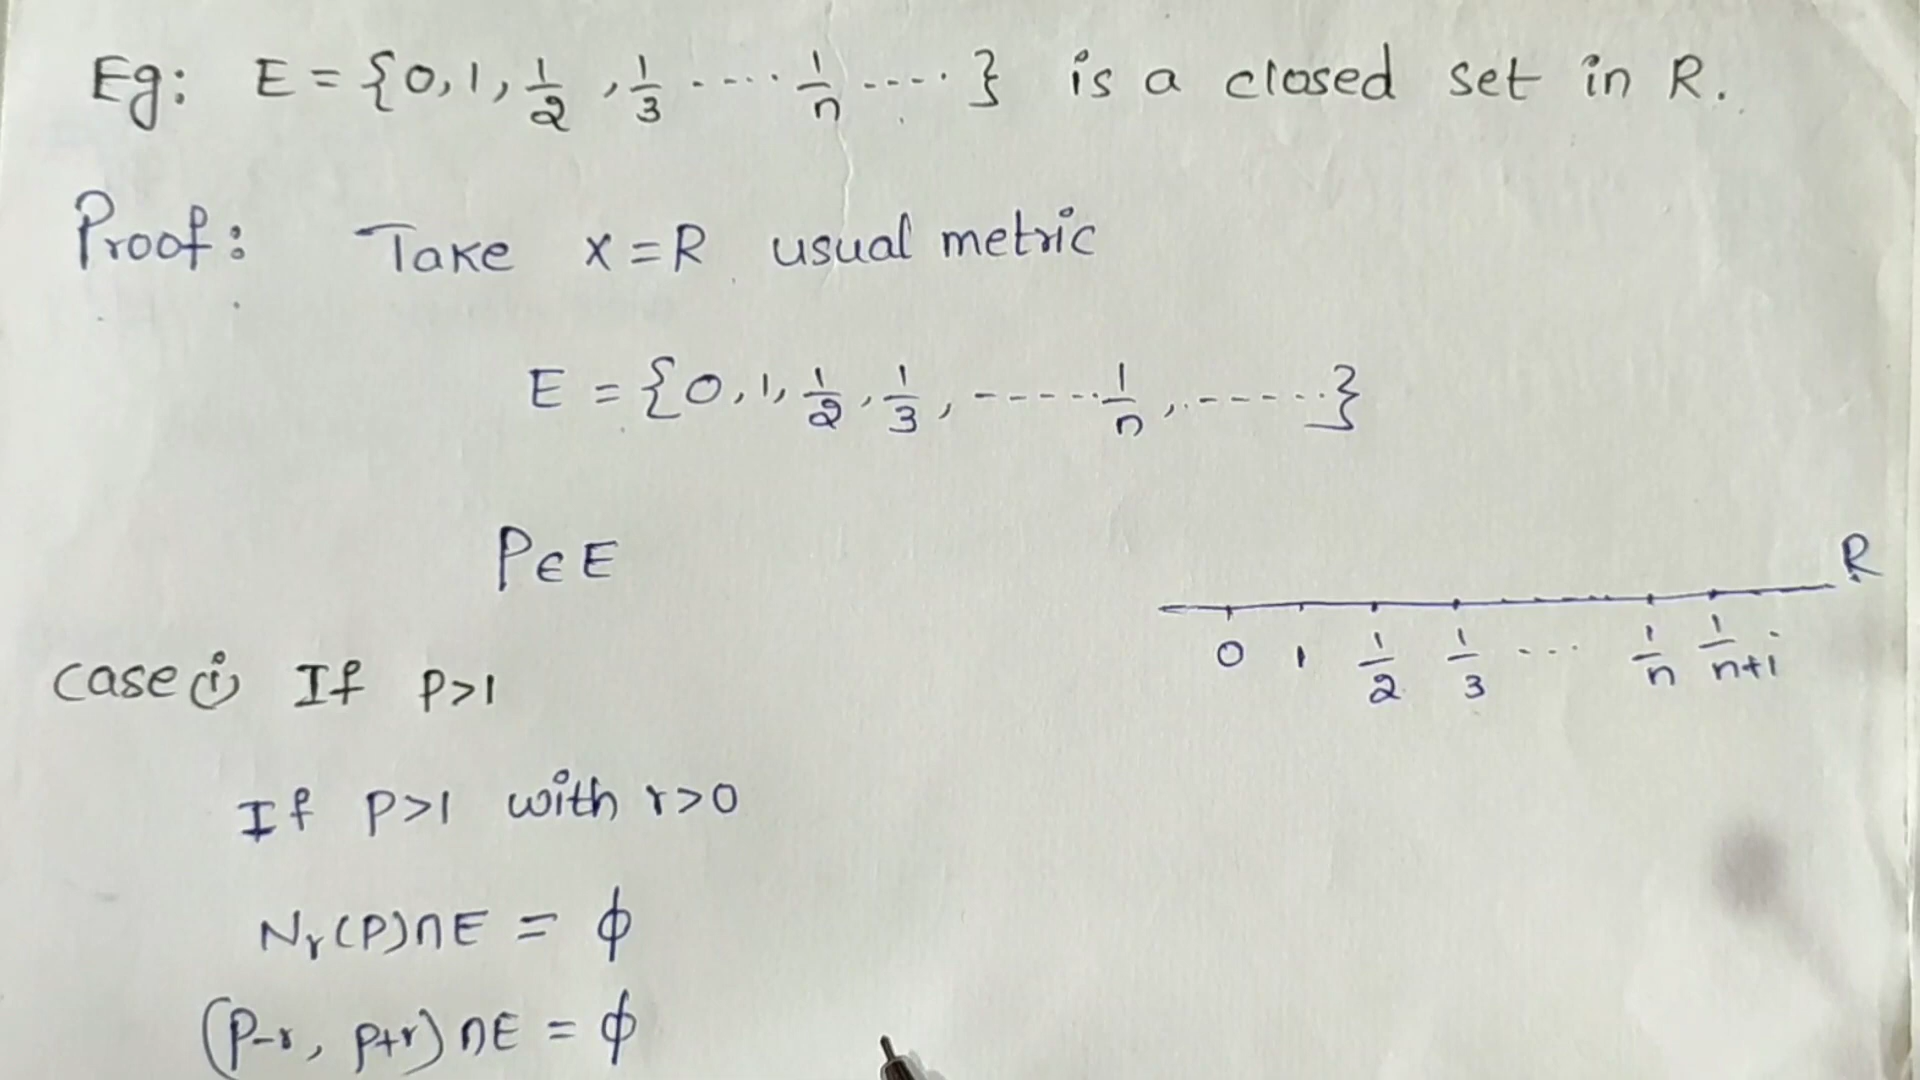 Eg: E = {0, 1, 1/2, 1/3 ---- 1/n ----} is a closed set in R.
Proof: Take x = R usual metric
E = {0, 1, 1/2, 1/3, ----- 1/n, ------}
P ∈ E
R
0 1 1/2 1/3 ... 1/n 1/n+1
case (i) If p>1
If p>1 with r>0
Nr(p)∩E = ϕ
(p-r, p+r)∩E = ϕ